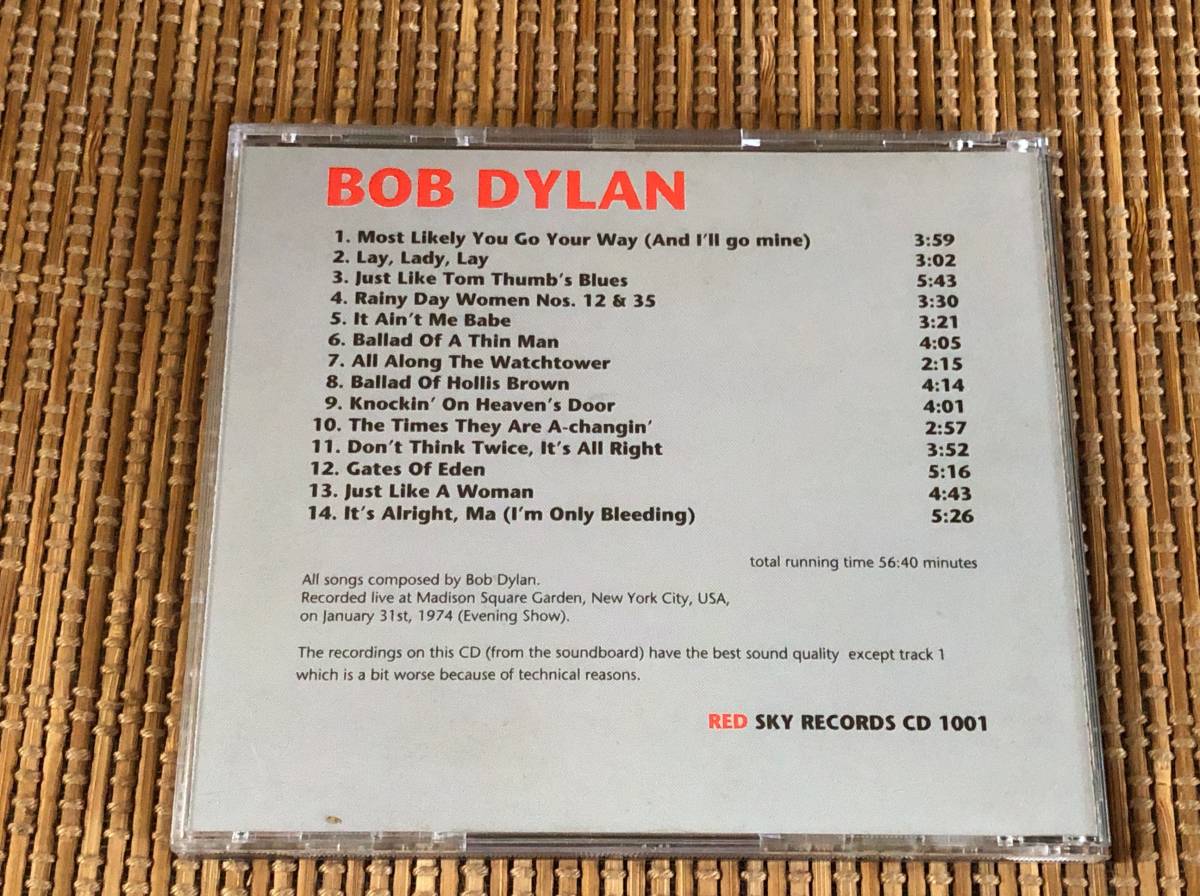 BOB DYLAN
1. Most Likely You Go Your Way (And I'll go mine) 3:59
2. Lay, Lady, Lay 3:02
3. Just Like Tom Thumb's Blues 5:43
4. Rainy Day Women Nos. 12 & 35 3:30
5. It Ain't Me Babe 3:21
6. Ballad Of A Thin Man 4:05
7. All Along The Watchtower 2:15
8. Ballad Of Hollis Brown 4:14
9. Knockin' On Heaven's Door 4:01
10. The Times They Are A-changin' 2:57
11. Don't Think Twice, It's All Right 3:52
12. Gates Of Eden 5:16
13. Just Like A Woman 4:43
14. It's Alright, Ma (I'm Only Bleeding) 5:26
total running time 56:40 minutes
All songs composed by Bob Dylan.
Recorded live at Madison Square Garden, New York City, USA,
on January 31st, 1974 (Evening Show).
The recordings on this CD (from the soundboard) have the best sound quality except track 1
which is a bit worse because of technical reasons.
RED SKY RECORDS CD 1001